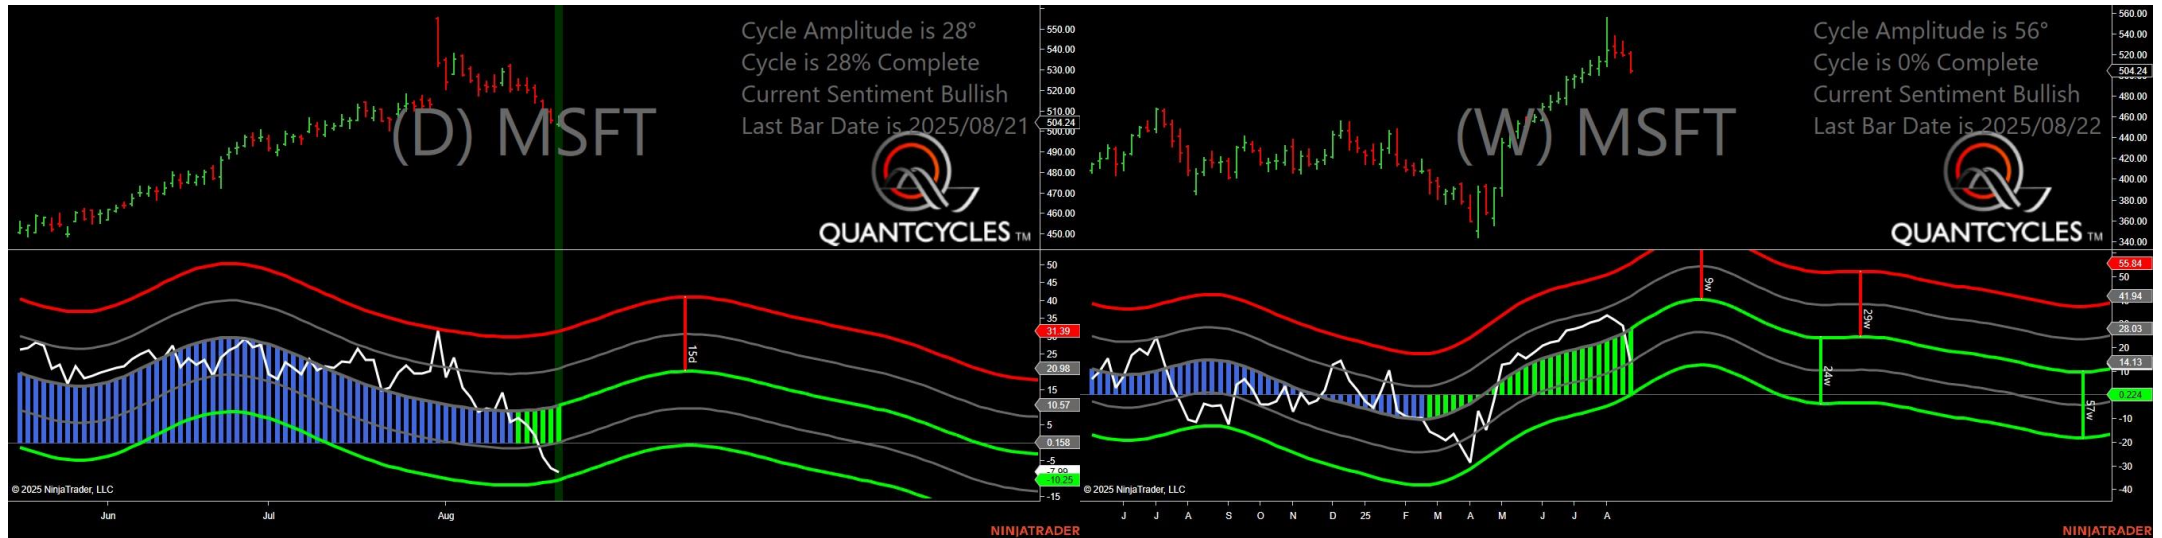 Cycle Amplitude is 28°
Cycle is 28% Complete
Current Sentiment Bullish
Last Bar Date is 2025/08/21
(D) MSFT
QUANTCYCLES TM
550.00
540.00
530.00
520.00
510.00
504.24
500.00
490.00
480.00
470.00
460.00
450.00
50
45
40
35
31.39
25
20.98
15
10.57
5
0.158
-5
-7.99
-10.25
-15
15d
© 2025 NinjaTrader, LLC
Jun Jul Aug
NINJATRADER
Cycle Amplitude is 56°
Cycle is 0% Complete
Current Sentiment Bullish
Last Bar Date is 2025/08/22
(W) MSFT
QUANTCYCLES TM
560.00
540.00
520.00
504.24
480.00
460.00
440.00
420.00
400.00
380.00
360.00
340.00
55.84
50
41.94
28.03
20
14.13
0.224
-10
-20
-30
-40
9w
29w
24w
57w
© 2025 NinjaTrader, LLC
J J A S O N D 25 F M A M J J A
NINJATRADER